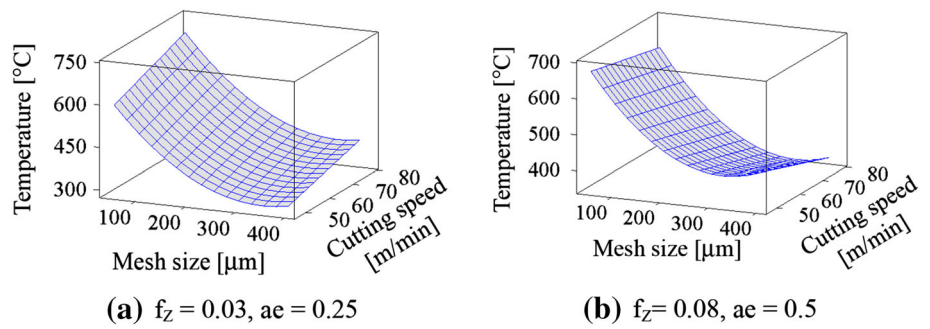 Temperature [°C]
750
600
450
300
100
200
300
400
Mesh size [µm]
50 60 70 80
Cutting speed
[m/min]
(a) fZ = 0.03, ae = 0.25
Temperature [°C]
700
600
500
400
100
200
300
400
Mesh size [µm]
50 60 70 80
Cutting speed
[m/min]
(b) fZ= 0.08, ae = 0.5